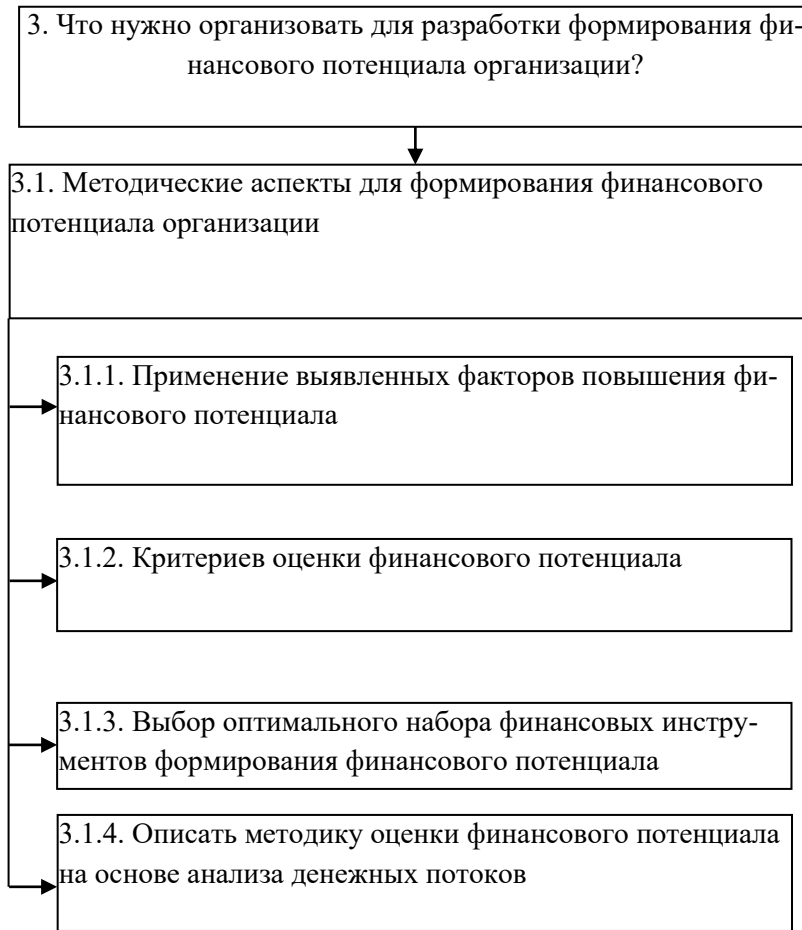 3. Что нужно организовать для разработки формирования фи-
нансового потенциала организации?
3.1. Методические аспекты для формирования финансового
потенциала организации
3.1.1. Применение выявленных факторов повышения фи-
нансового потенциала
3.1.2. Критериев оценки финансового потенциала
3.1.3. Выбор оптимального набора финансовых инстру-
ментов формирования финансового потенциала
3.1.4. Описать методику оценки финансового потенциала
на основе анализа денежных потоков